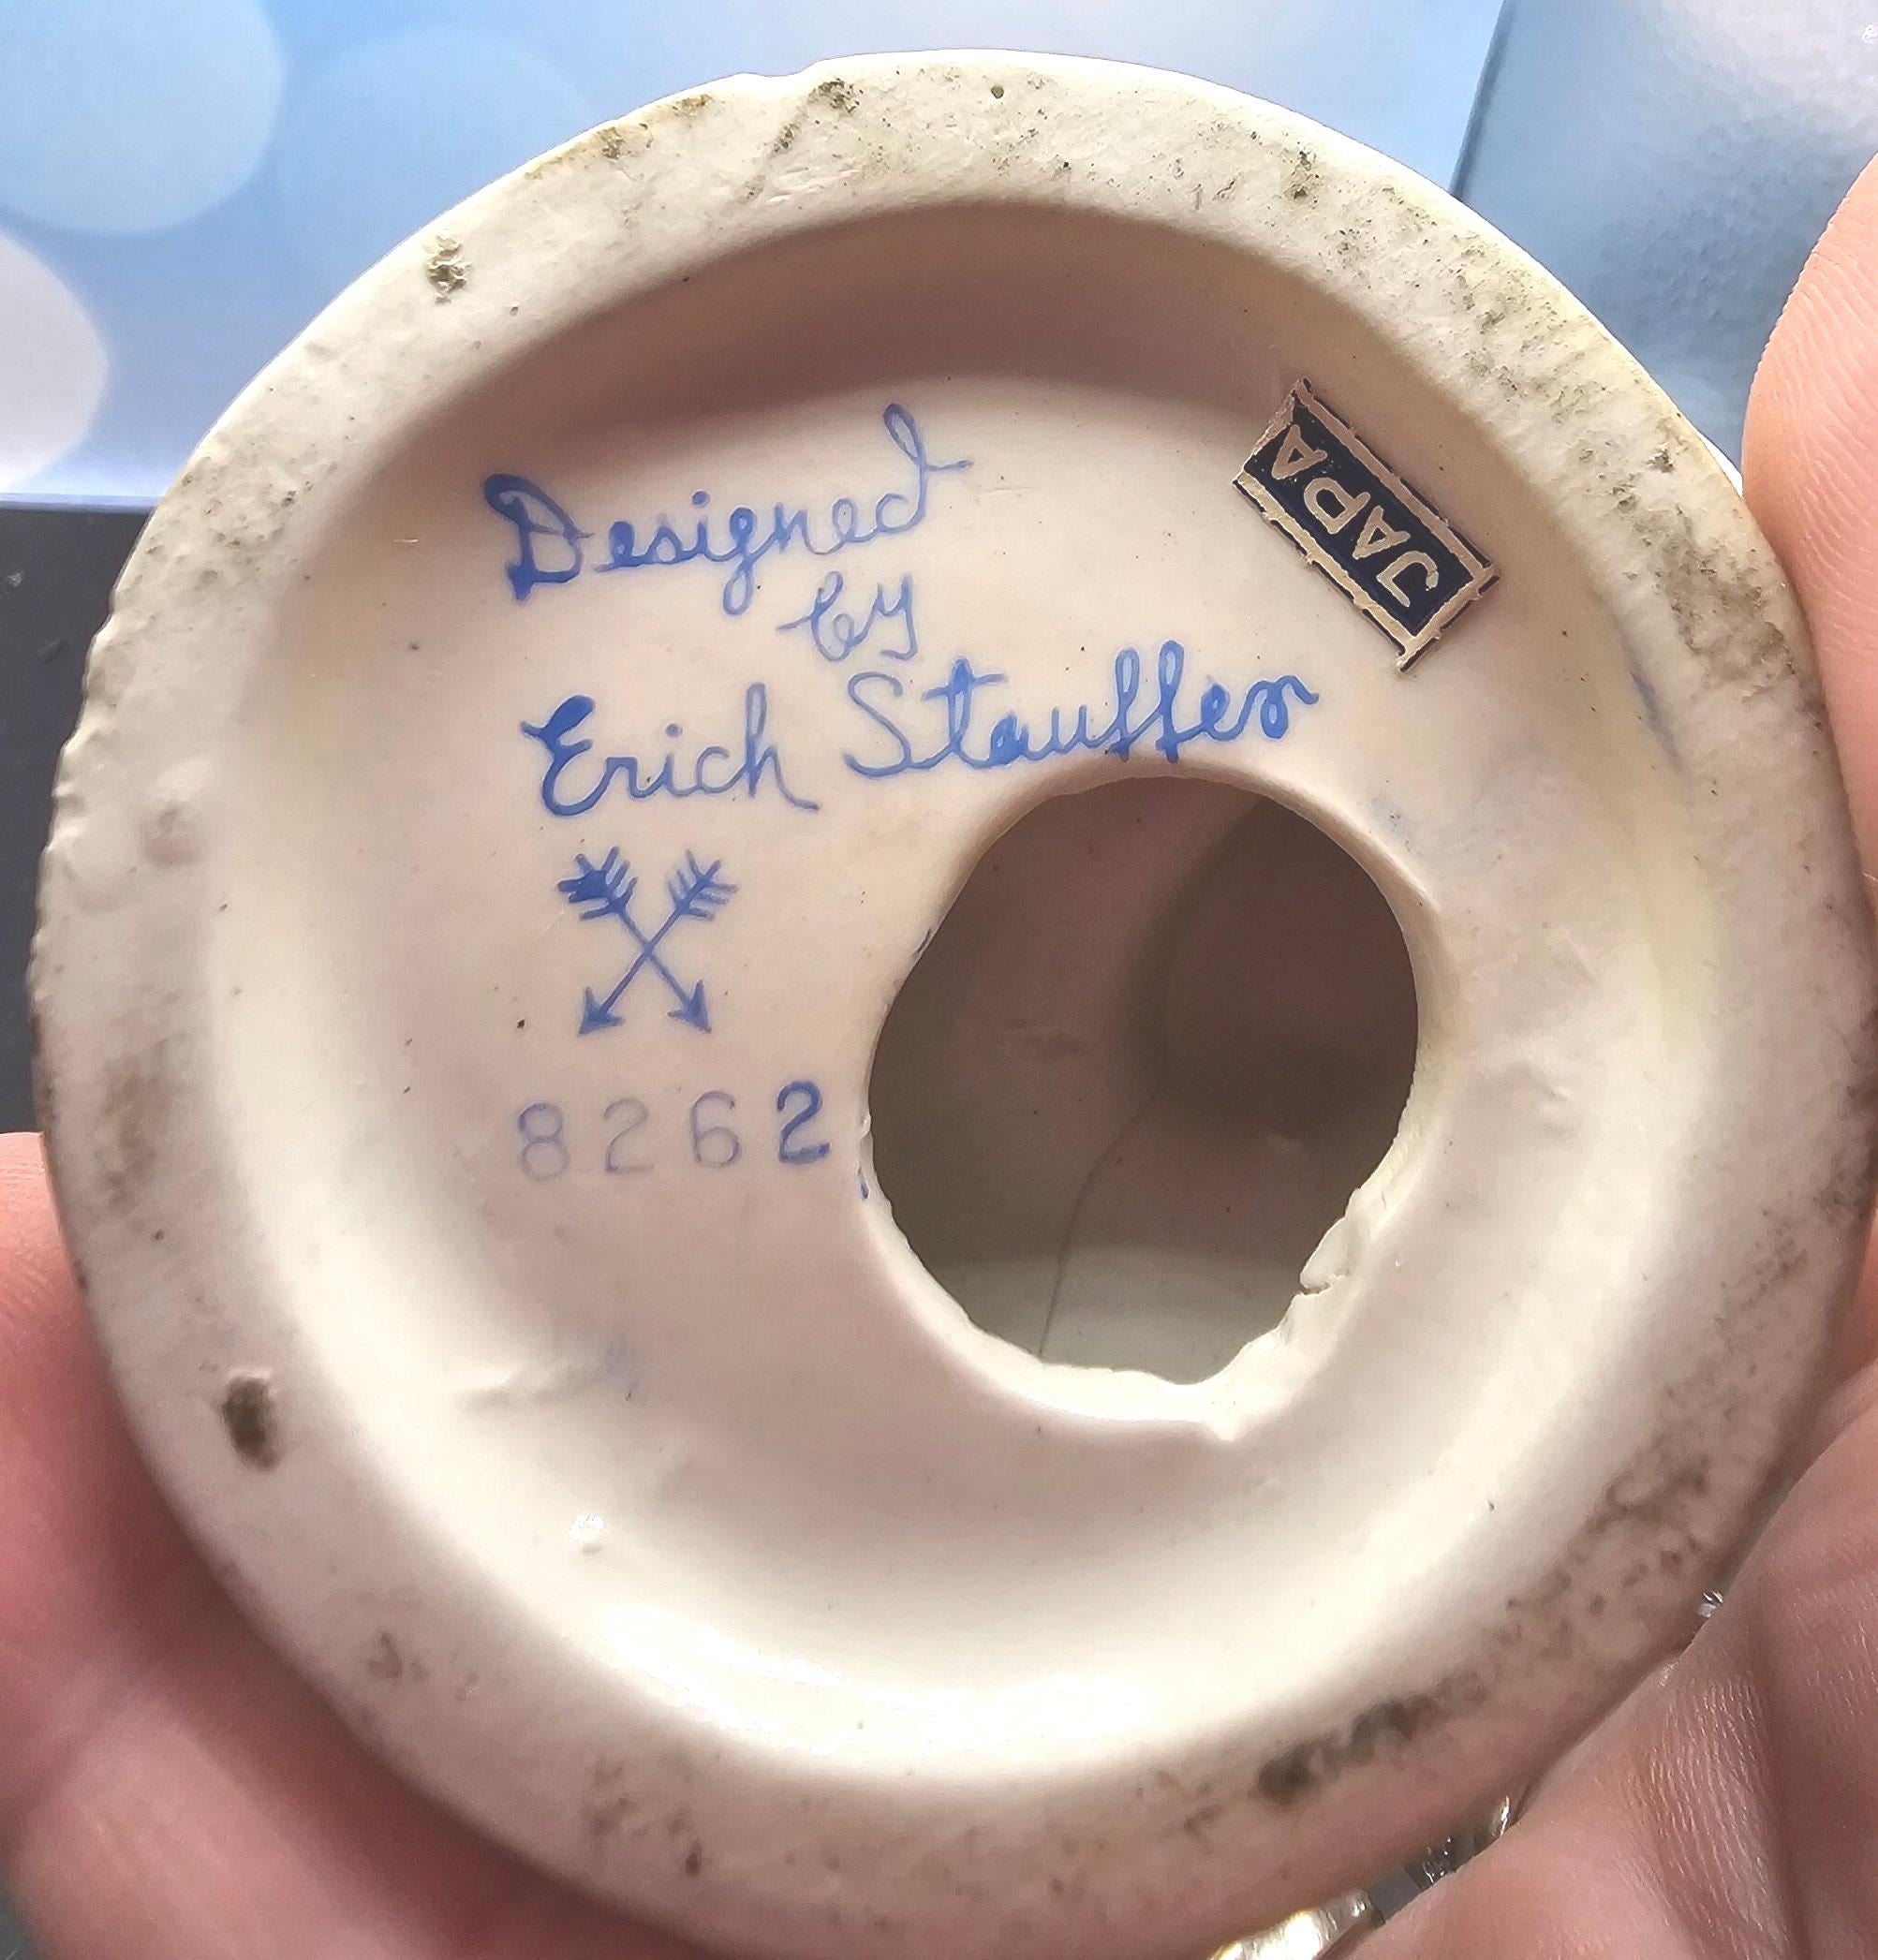 Designed
by
Erich Stauffer
8262
JAPA